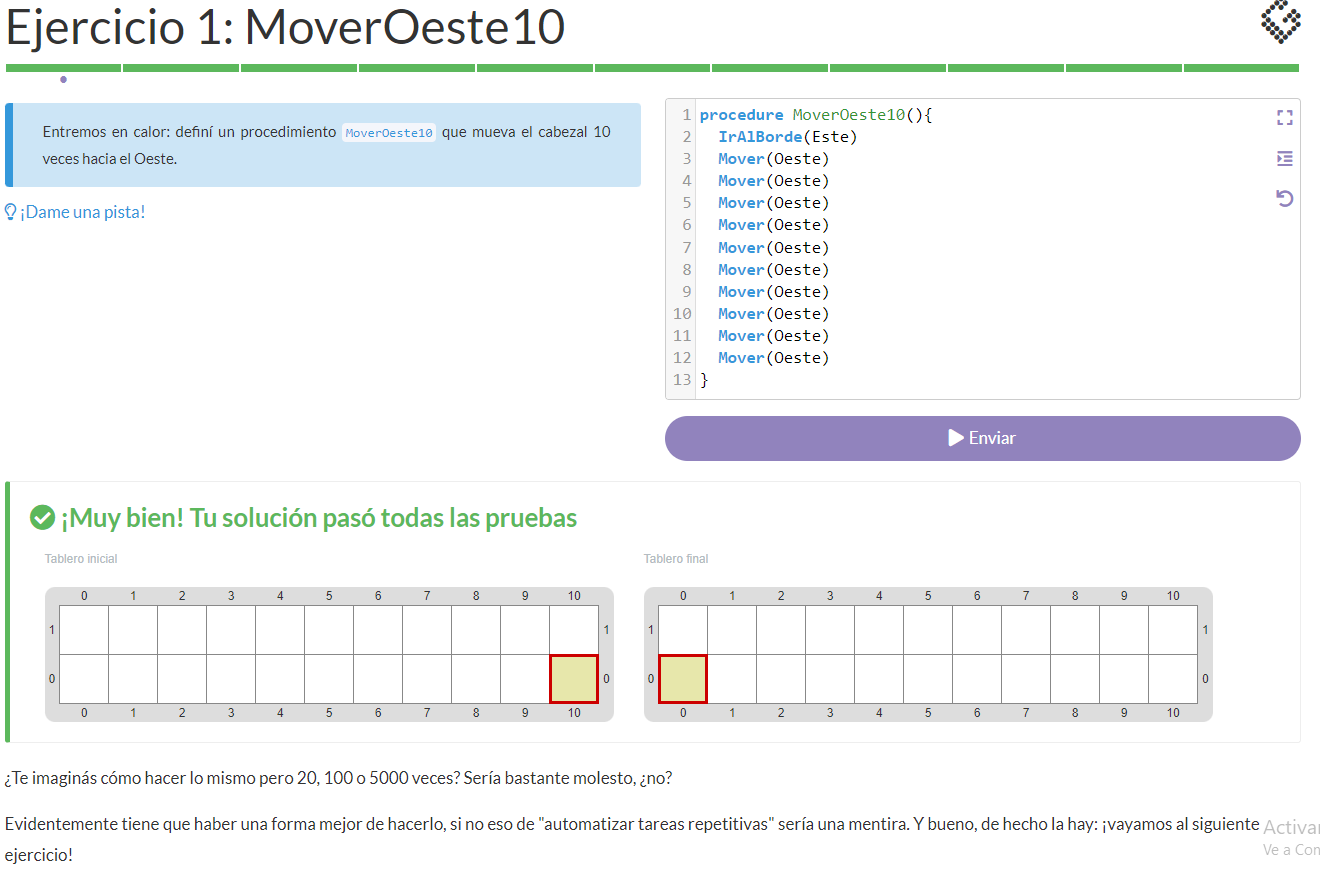 Ejercicio 1: MoverOeste10
Entremos en calor: definí un procedimiento MoverOeste10 que mueva el cabezal 10
veces hacia el Oeste.
¡Dame una pista!
1 procedure MoverOeste10(){
2 IrAlBorde(Este)
3 Mover(Oeste)
4 Mover(Oeste)
5 Mover(Oeste)
6 Mover(Oeste)
7 Mover(Oeste)
8 Mover(Oeste)
9 Mover(Oeste)
10 Mover(Oeste)
11 Mover(Oeste)
12 Mover(Oeste)
13 }
Enviar
¡Muy bien! Tu solución pasó todas las pruebas
Tablero inicial
0 1 2 3 4 5 6 7 8 9 10
1 1
0 0
0 1 2 3 4 5 6 7 8 9 10
Tablero final
0 1 2 3 4 5 6 7 8 9 10
1 1
0 0
0 1 2 3 4 5 6 7 8 9 10
¿Te imaginás cómo hacer lo mismo pero 20, 100 o 5000 veces? Sería bastante molesto, ¿no?
Evidentemente tiene que haber una forma mejor de hacerlo, si no eso de "automatizar tareas repetitivas" sería una mentira. Y bueno, de hecho la hay: ¡vayamos al siguiente
ejercicio!
Activar
Ve a Con